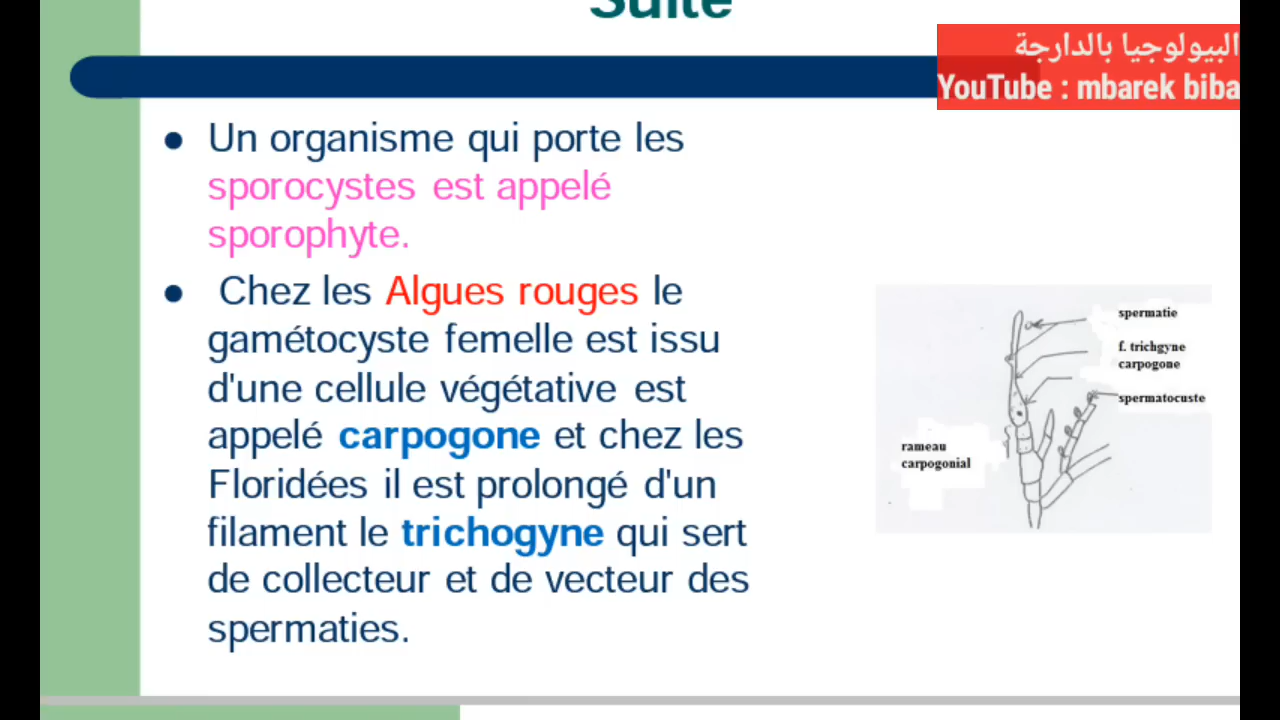 Suite
البيولوجيا بالدارجة
YouTube : mbarek biba
Un organisme qui porte les
sporocystes est appelé
sporophyte.
Chez les Algues rouges le
gamétocyste femelle est issu
d'une cellule végétative est
appelé carpogone et chez les
Floridées il est prolongé d'un
filament le trichogyne qui sert
de collecteur et de vecteur des
spermaties.
spermatie
f. trichgyne
carpogone
spermatocuste
rameau
carpogonial